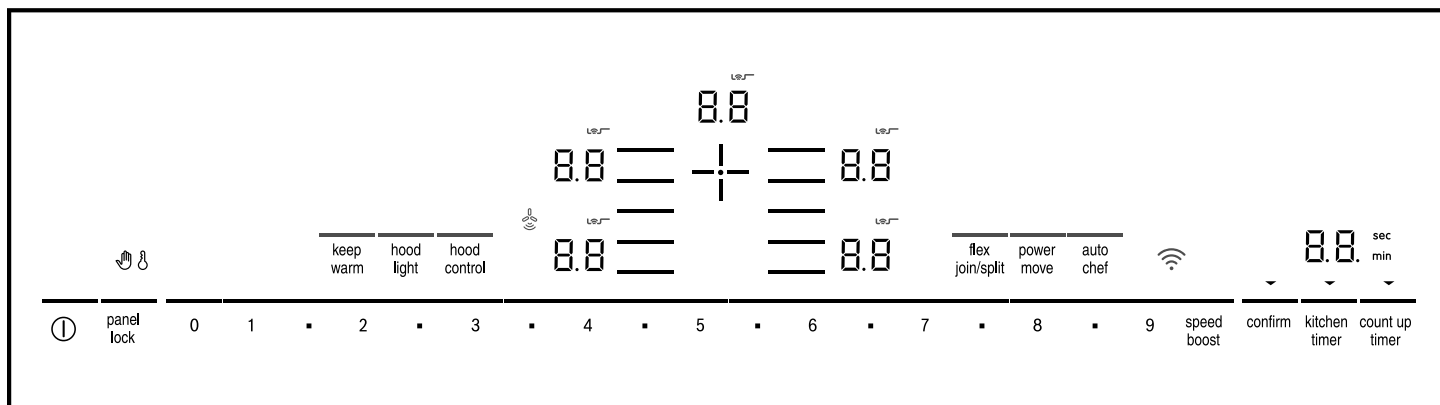 8.8
8.8
8.8
8.8
8.8
keep
warm
hood
light
hood
control
flex
join/split
power
move
auto
chef
8.8.
sec
min
panel
lock
0 1 ▪ 2 ▪ 3 ▪ 4 ▪ 5 ▪ 6 ▪ 7 ▪ 8 ▪ 9
speed
boost
confirm
kitchen
timer
count up
timer